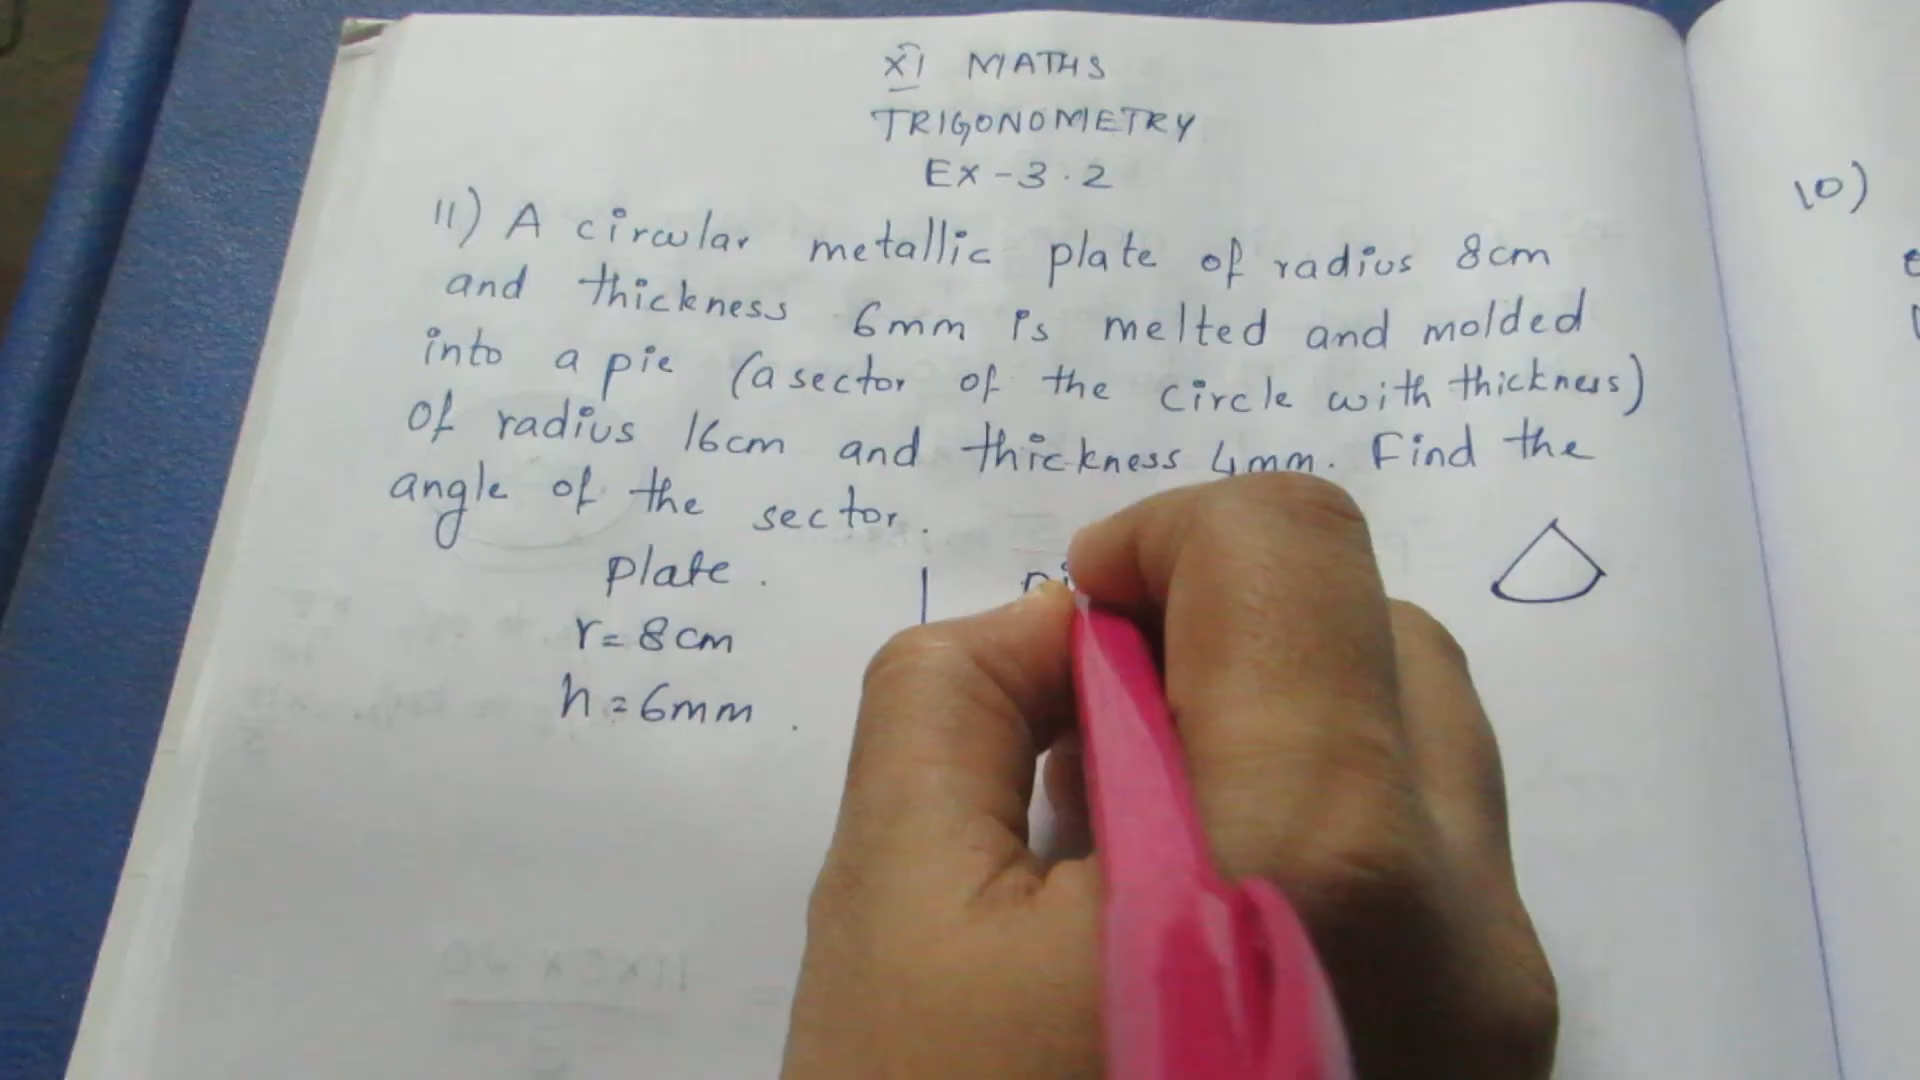 XI MATHS
TRIGONOMETRY
EX-3.2
11) A circular metallic plate of radius 8cm
and thickness 6mm is melted and molded
into a pie (a sector of the circle with thickness)
of radius 16cm and thickness 4mm. Find the
angle of the sector.
plate.
r=8cm
h=6mm.
10)